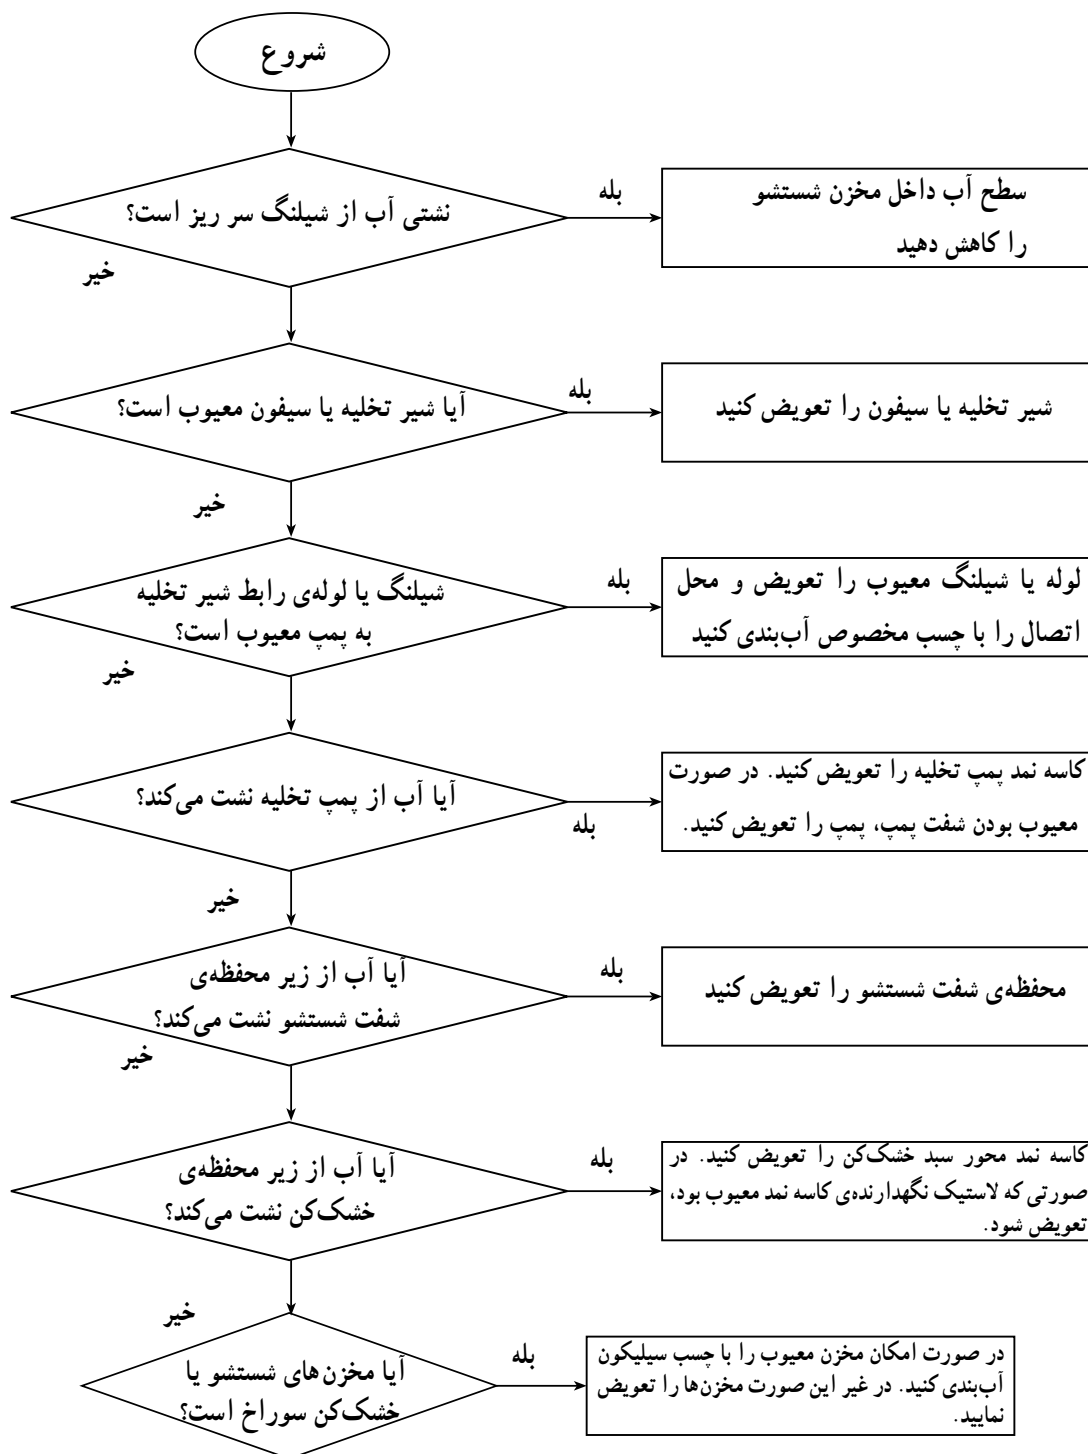 شروع
نشتی آب از شیلنگ سر ریز است؟
بله
سطح آب داخل مخزن شستشو
را کاهش دهید
خیر
آیا شیر تخلیه یا سیفون معیوب است؟
بله
شیر تخلیه یا سیفون را تعویض کنید
خیر
شیلنگ یا لوله‌ی رابط شیر تخلیه
به پمپ معیوب است؟
بله
لوله یا شیلنگ معیوب را تعویض و محل
اتصال را با چسب مخصوص آب‌بندی کنید
خیر
آیا آب از پمپ تخلیه نشت می‌کند؟
بله
کاسه نمد پمپ تخلیه را تعویض کنید. در صورت
معیوب بودن شفت پمپ، پمپ را تعویض کنید.
خیر
آیا آب از زیر محفظه‌ی
شفت شستشو نشت می‌کند؟
بله
محفظه‌ی شفت شستشو را تعویض کنید
خیر
آیا آب از زیر محفظه‌ی
خشک‌کن نشت می‌کند؟
بله
کاسه نمد محور سبد خشک‌کن را تعویض کنید. در
صورتی که لاستیک نگهدارنده‌ی کاسه نمد معیوب بود،
تعویض شود.
خیر
آیا مخزن‌های شستشو یا
خشک‌کن سوراخ است؟
بله
در صورت امکان مخزن معیوب را با چسب سیلیکون
آب‌بندی کنید. در غیر این صورت مخزن‌ها را تعویض
نمایید.